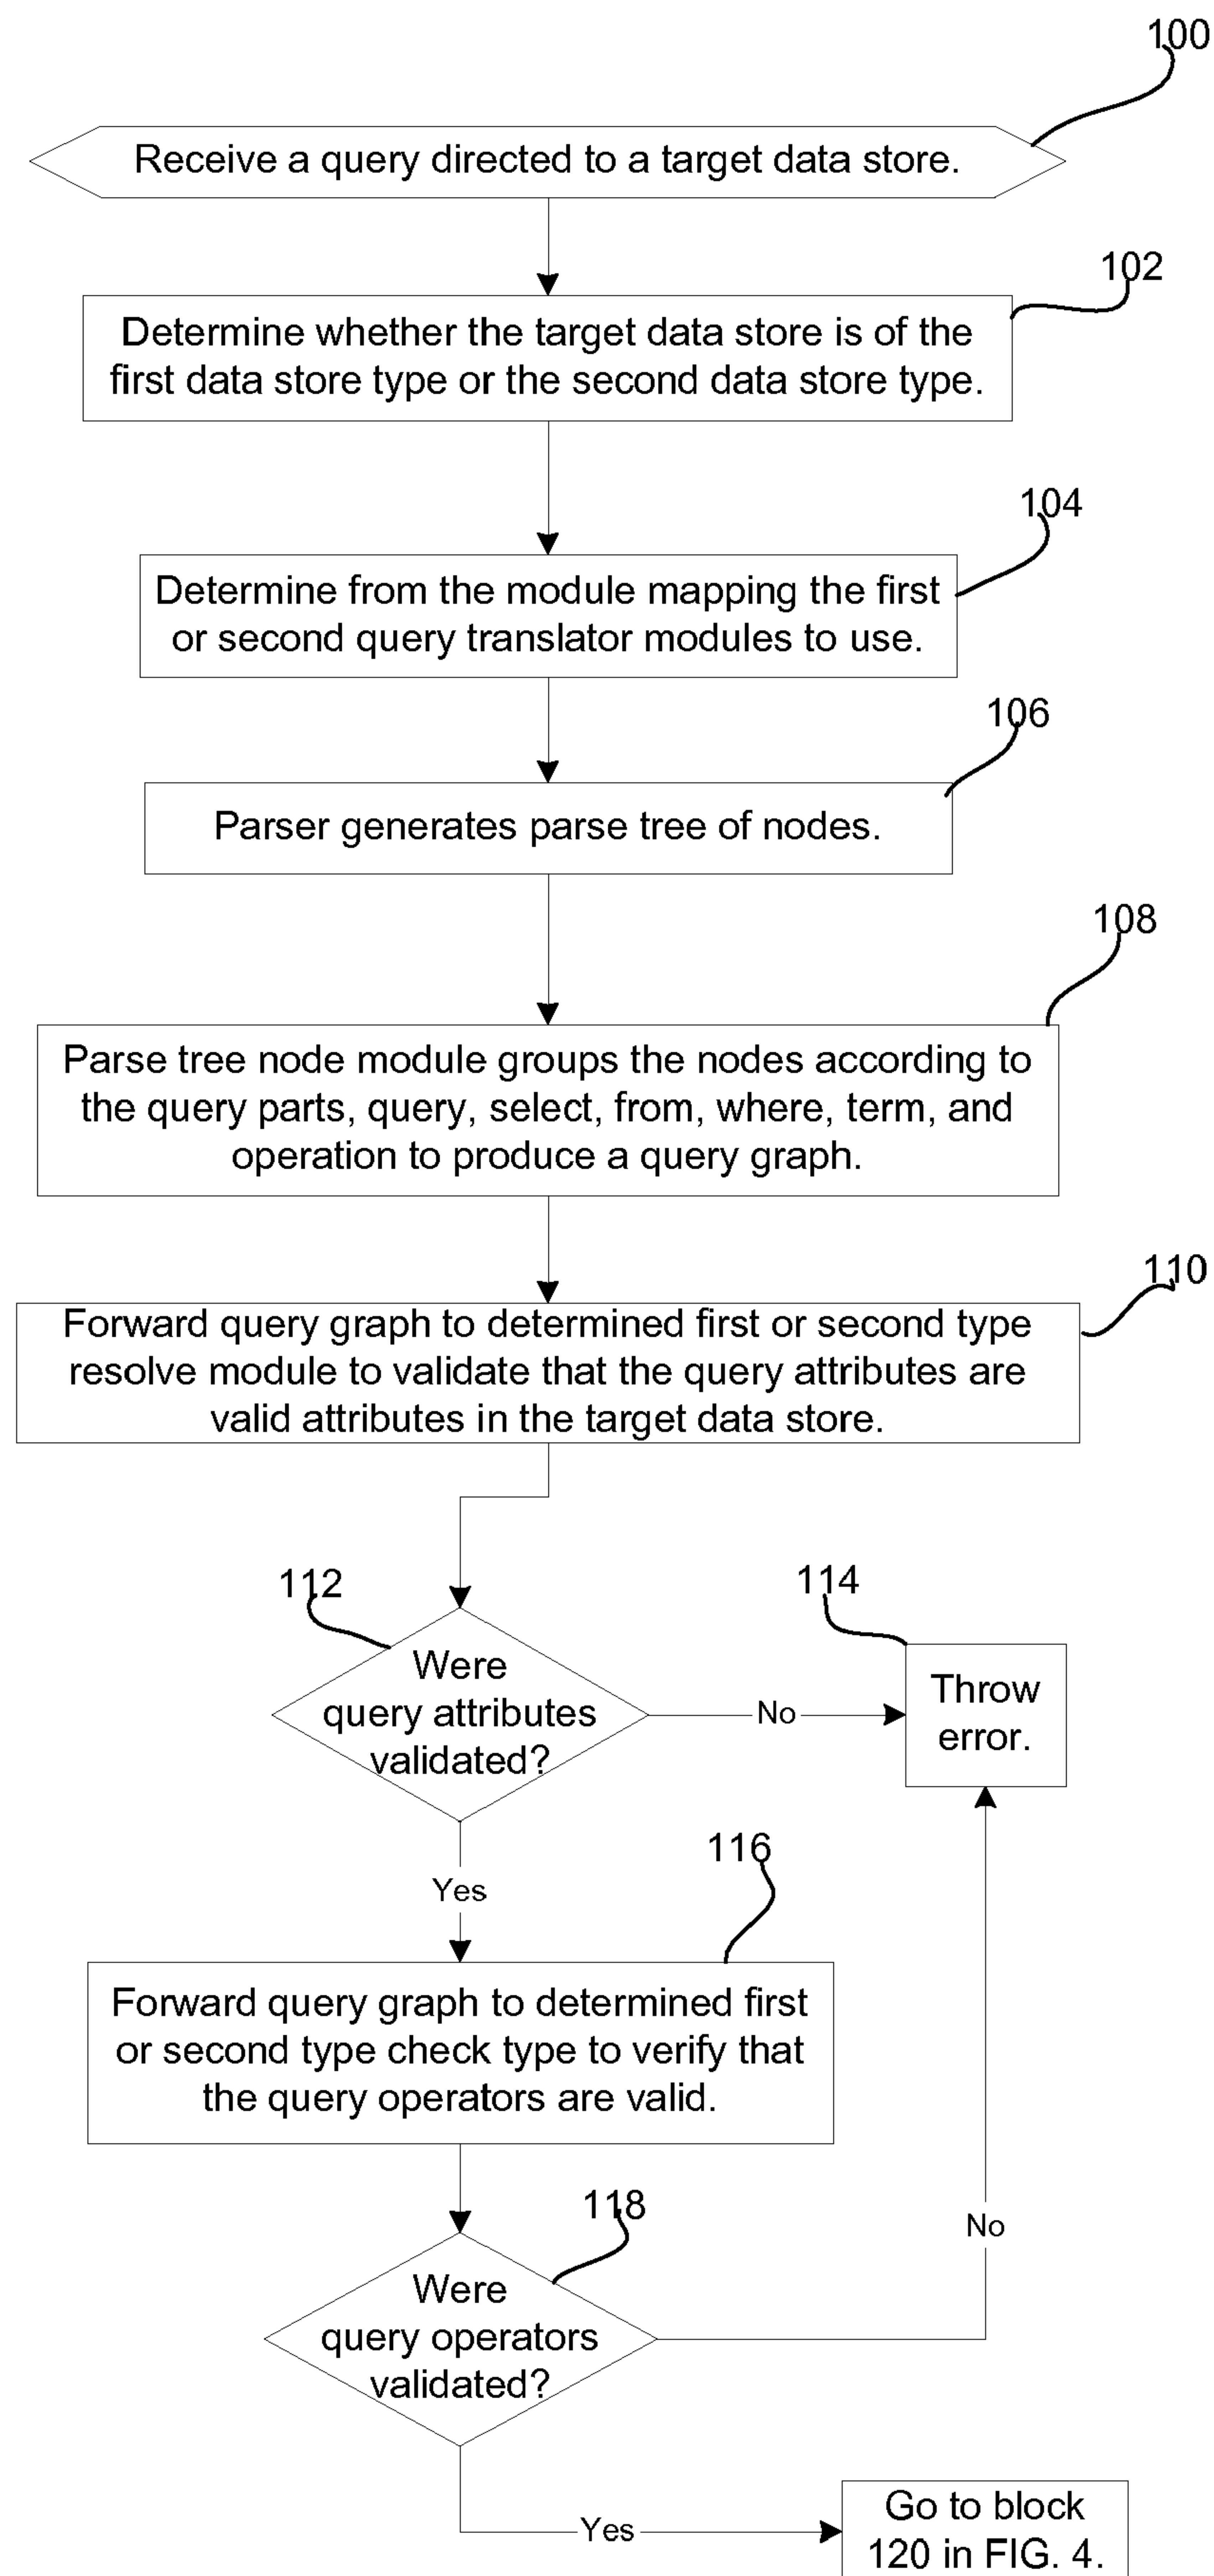 100
Receive a query directed to a target data store.
102
Determine whether the target data store is of the
first data store type or the second data store type.
104
Determine from the module mapping the first
or second query translator modules to use.
106
Parser generates parse tree of nodes.
108
Parse tree node module groups the nodes according to
the query parts, query, select, from, where, term, and
operation to produce a query graph.
110
Forward query graph to determined first or second type
resolve module to validate that the query attributes are
valid attributes in the target data store.
112
Were
query attributes
validated?
No
114
Throw
error.
Yes
116
Forward query graph to determined first
or second type check type to verify that
the query operators are valid.
118
Were
query operators
validated?
No
Yes
Go to block
120 in FIG. 4.